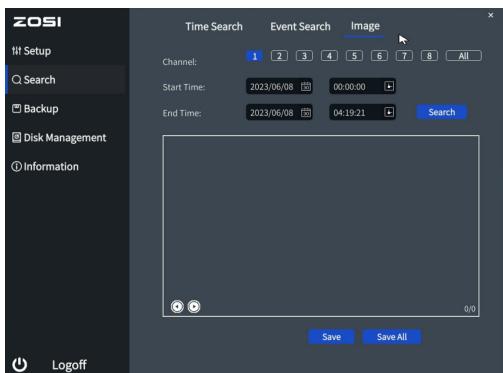 ZOSI
Time Search Event Search Image
×
Setup
Channel: 1 2 3 4 5 6 7 8 All
Search
Start Time: 2023/06/08 30 00:00:00
Backup
End Time: 2023/06/08 30 04:19:21 Search
Disk Management
Information
0/0
Save Save All
Logoff